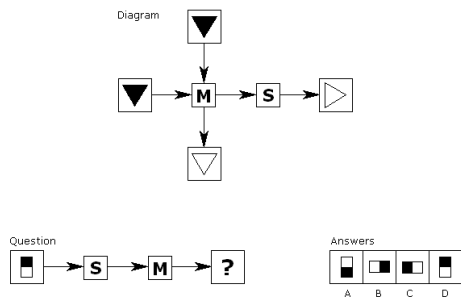 Diagram
M S
Question
Answers
S M ?
A B C D